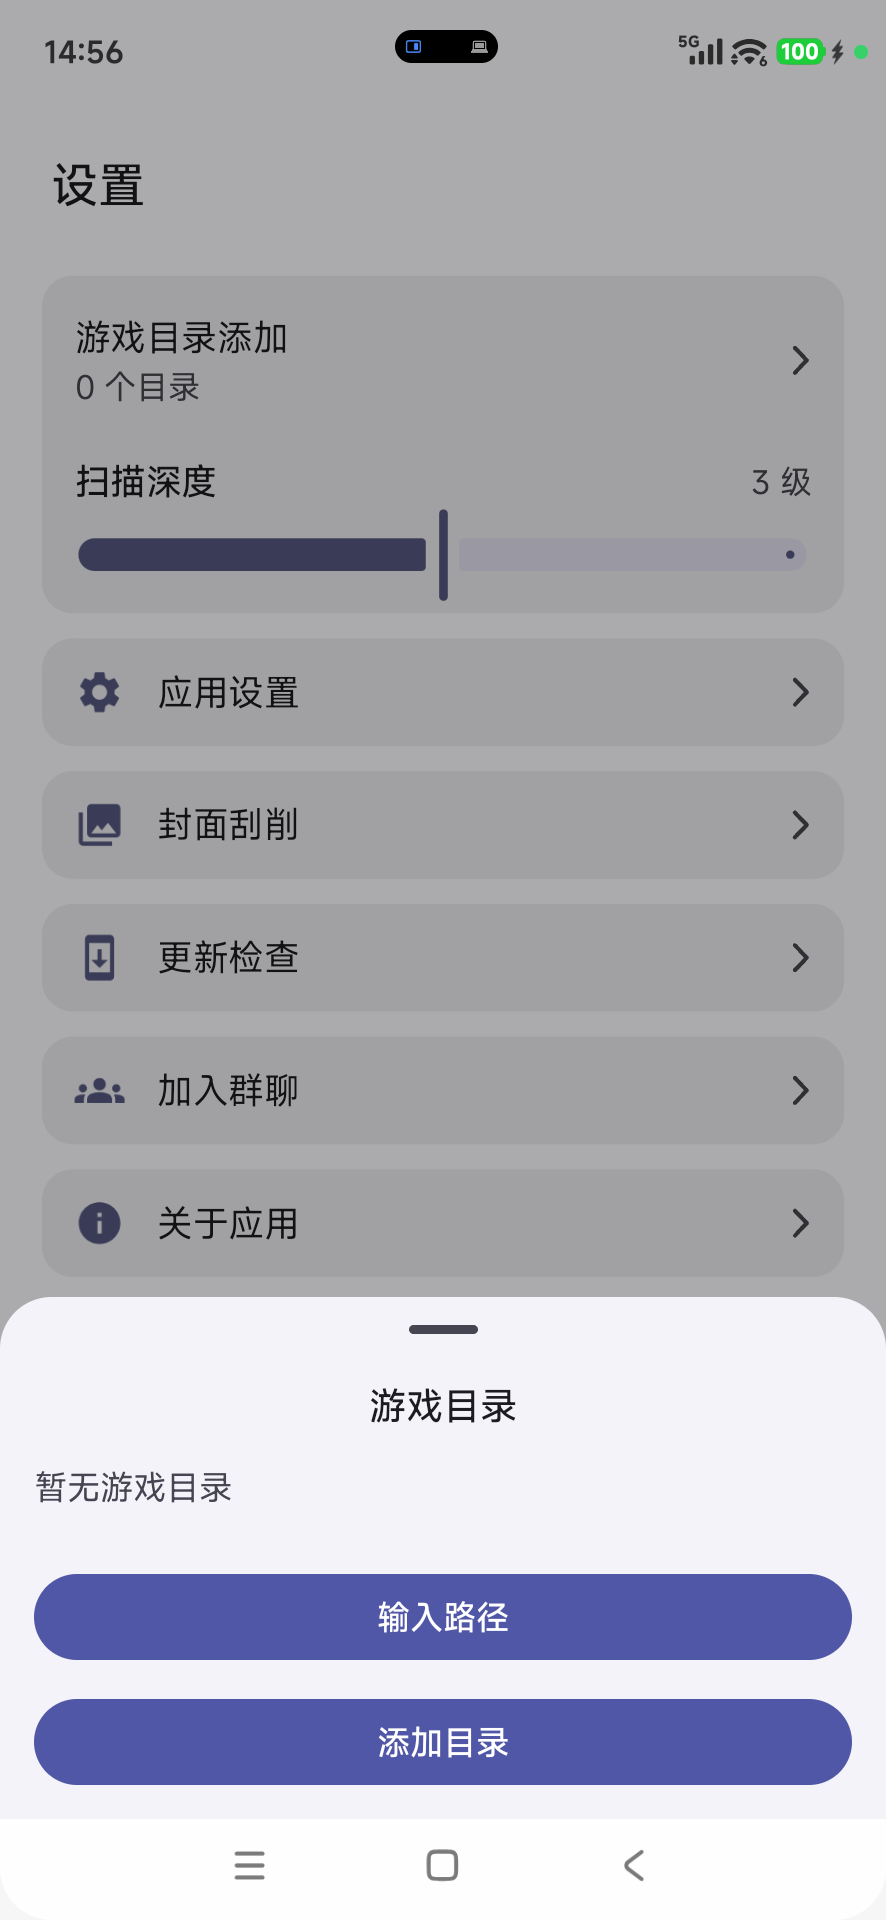 14:56
5G
6
100
设置
游戏目录添加
0 个目录
扫描深度
3 级
应用设置
封面刮削
更新检查
加入群聊
关于应用
游戏目录
暂无游戏目录
输入路径
添加目录